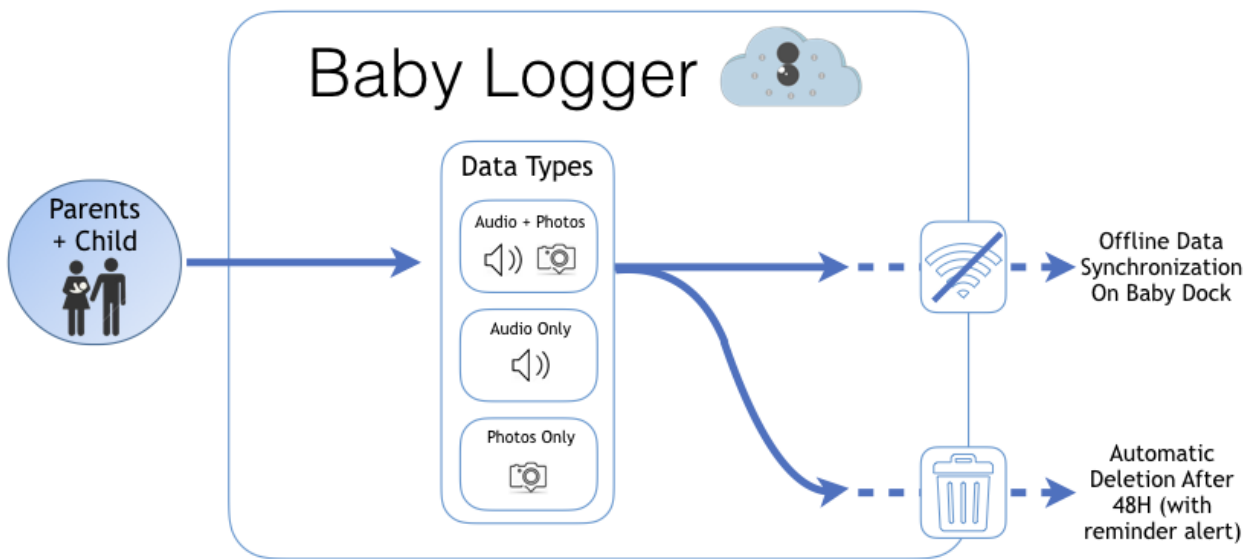 Baby Logger
Parents
+ Child
Data Types
Audio + Photos
Audio Only
Photos Only
Offline Data
Synchronization
On Baby Dock
Automatic
Deletion After
48H (with
reminder alert)